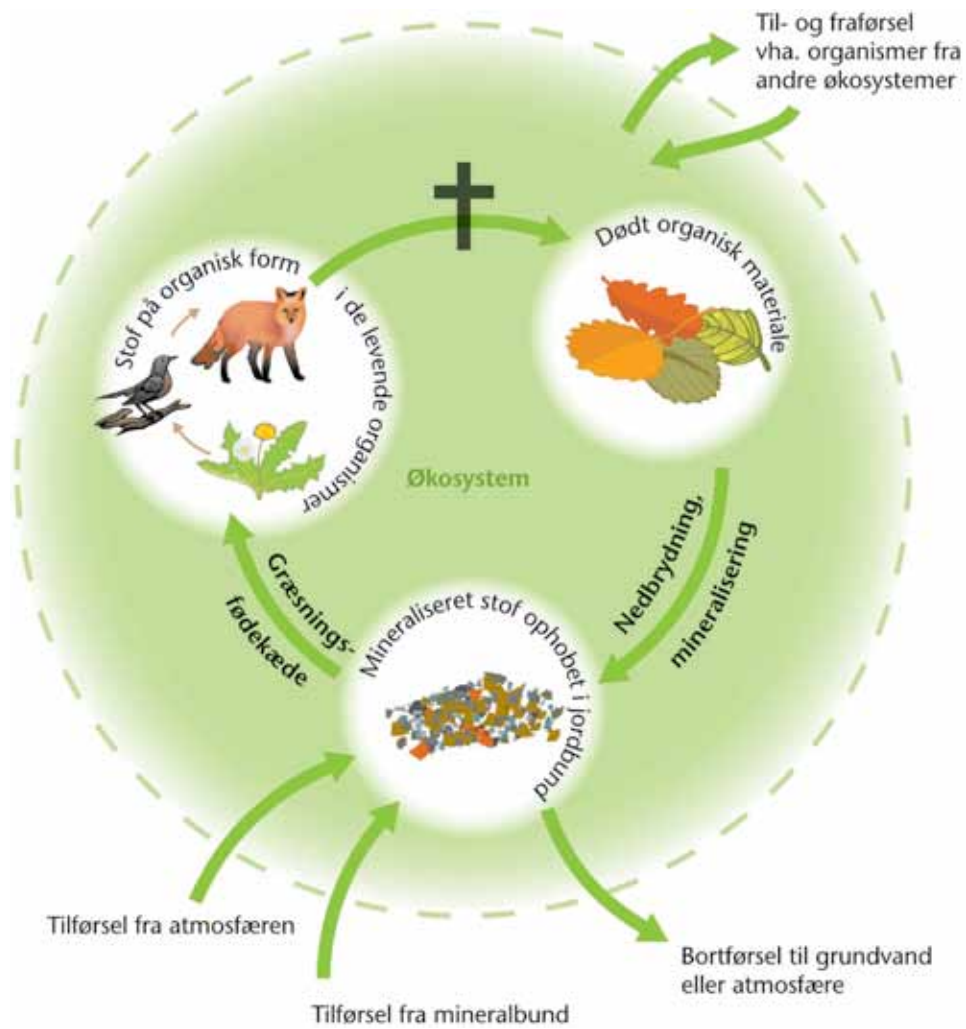 Til- og fraførsel
vha. organismer fra
andre økosystemer
Stof på organisk form
i de levende organismer
Dødt organisk materiale
Økosystem
Nedbrydning,
mineralisering
Græsnings-
fødekæde
Mineraliseret stof ophobet i jordbund
Tilførsel fra atmosfæren
Tilførsel fra mineralbund
Bortførsel til grundvand
eller atmosfære